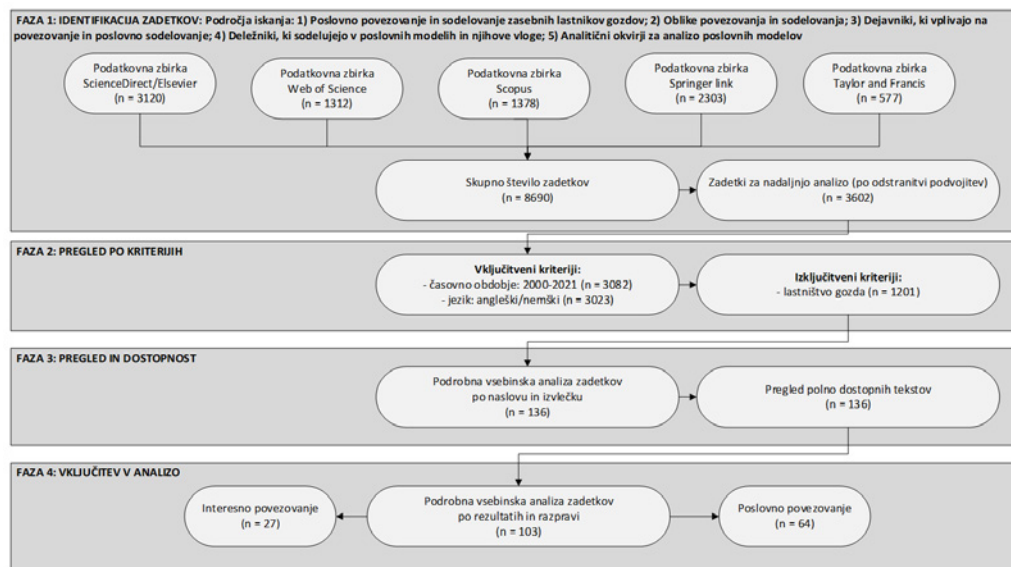 FAZA 1: IDENTIFIKACIJA ZADETKOV: Področja iskanja: 1) Poslovno povezovanje in sodelovanje zasebnih lastnikov gozdov; 2) Oblike povezovanja in sodelovanja; 3) Dejavniki, ki vplivajo na
povezovanje in poslovno sodelovanje; 4) Deležniki, ki sodelujejo v poslovnih modelih in njihove vloge; 5) Analitični okvirji za analizo poslovnih modelov
Podatkovna zbirka
ScienceDirect/Elsevier
(n = 3120)
Podatkovna zbirka
Web of Science
(n = 1312)
Podatkovna zbirka
Scopus
(n = 1378)
Podatkovna zbirka
Springer link
(n = 2303)
Podatkovna zbirka
Taylor and Francis
(n = 577)
Skupno število zadetkov
(n = 8690)
Zadetki za nadaljnjo analizo (po odstranitvi podvojitev)
(n = 3602)
FAZA 2: PREGLED PO KRITERIJIH
Vključitveni kriteriji:
- časovno obdobje: 2000-2021 (n = 3082)
- jezik: angleški/nemški (n = 3023)
Izključitveni kriteriji:
- lastništvo gozda (n = 1201)
FAZA 3: PREGLED IN DOSTOPNOST
Podrobna vsebinska analiza zadetkov
po naslovu in izvlečku
(n = 136)
Pregled polno dostopnih tekstov
(n = 136)
FAZA 4: VKLJUČITEV V ANALIZO
Interesno povezovanje
(n = 27)
Podrobna vsebinska analiza zadetkov
po rezultatih in razpravi
(n = 103)
Poslovno povezovanje
(n = 64)